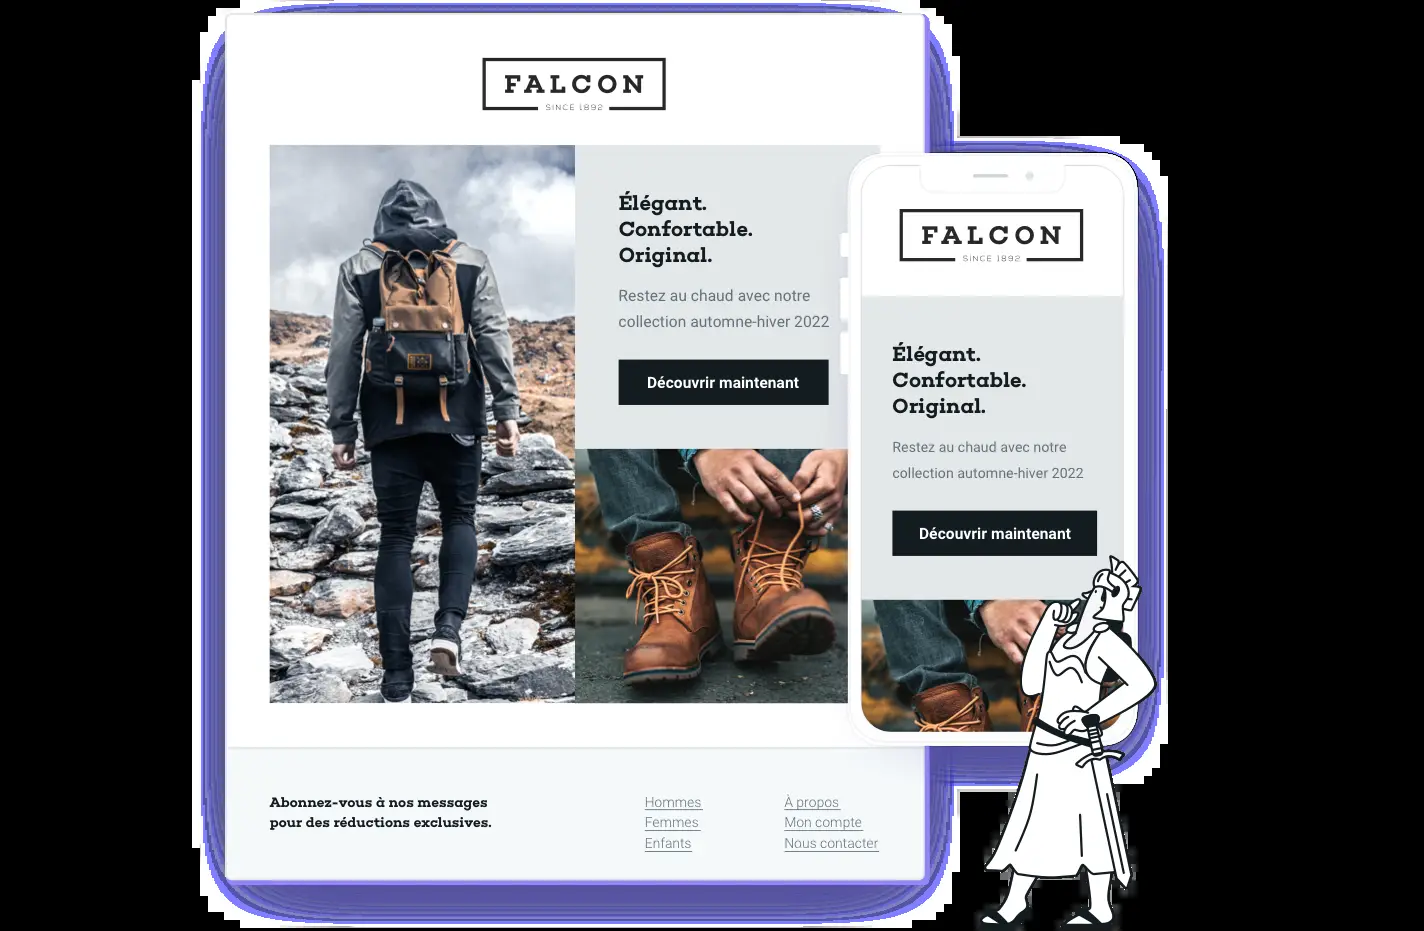 FALCON
SINCE 1892
Élégant.
Confortable.
Original.
Restez au chaud avec notre
collection automne-hiver 2022
Découvrir maintenant
Abonnez-vous à nos messages
pour des réductions exclusives.
Hommes
Femmes
Enfants
À propos
Mon compte
Nous contacter
FALCON
SINCE 1892
Élégant.
Confortable.
Original.
Restez au chaud avec notre
collection automne-hiver 2022
Découvrir maintenant